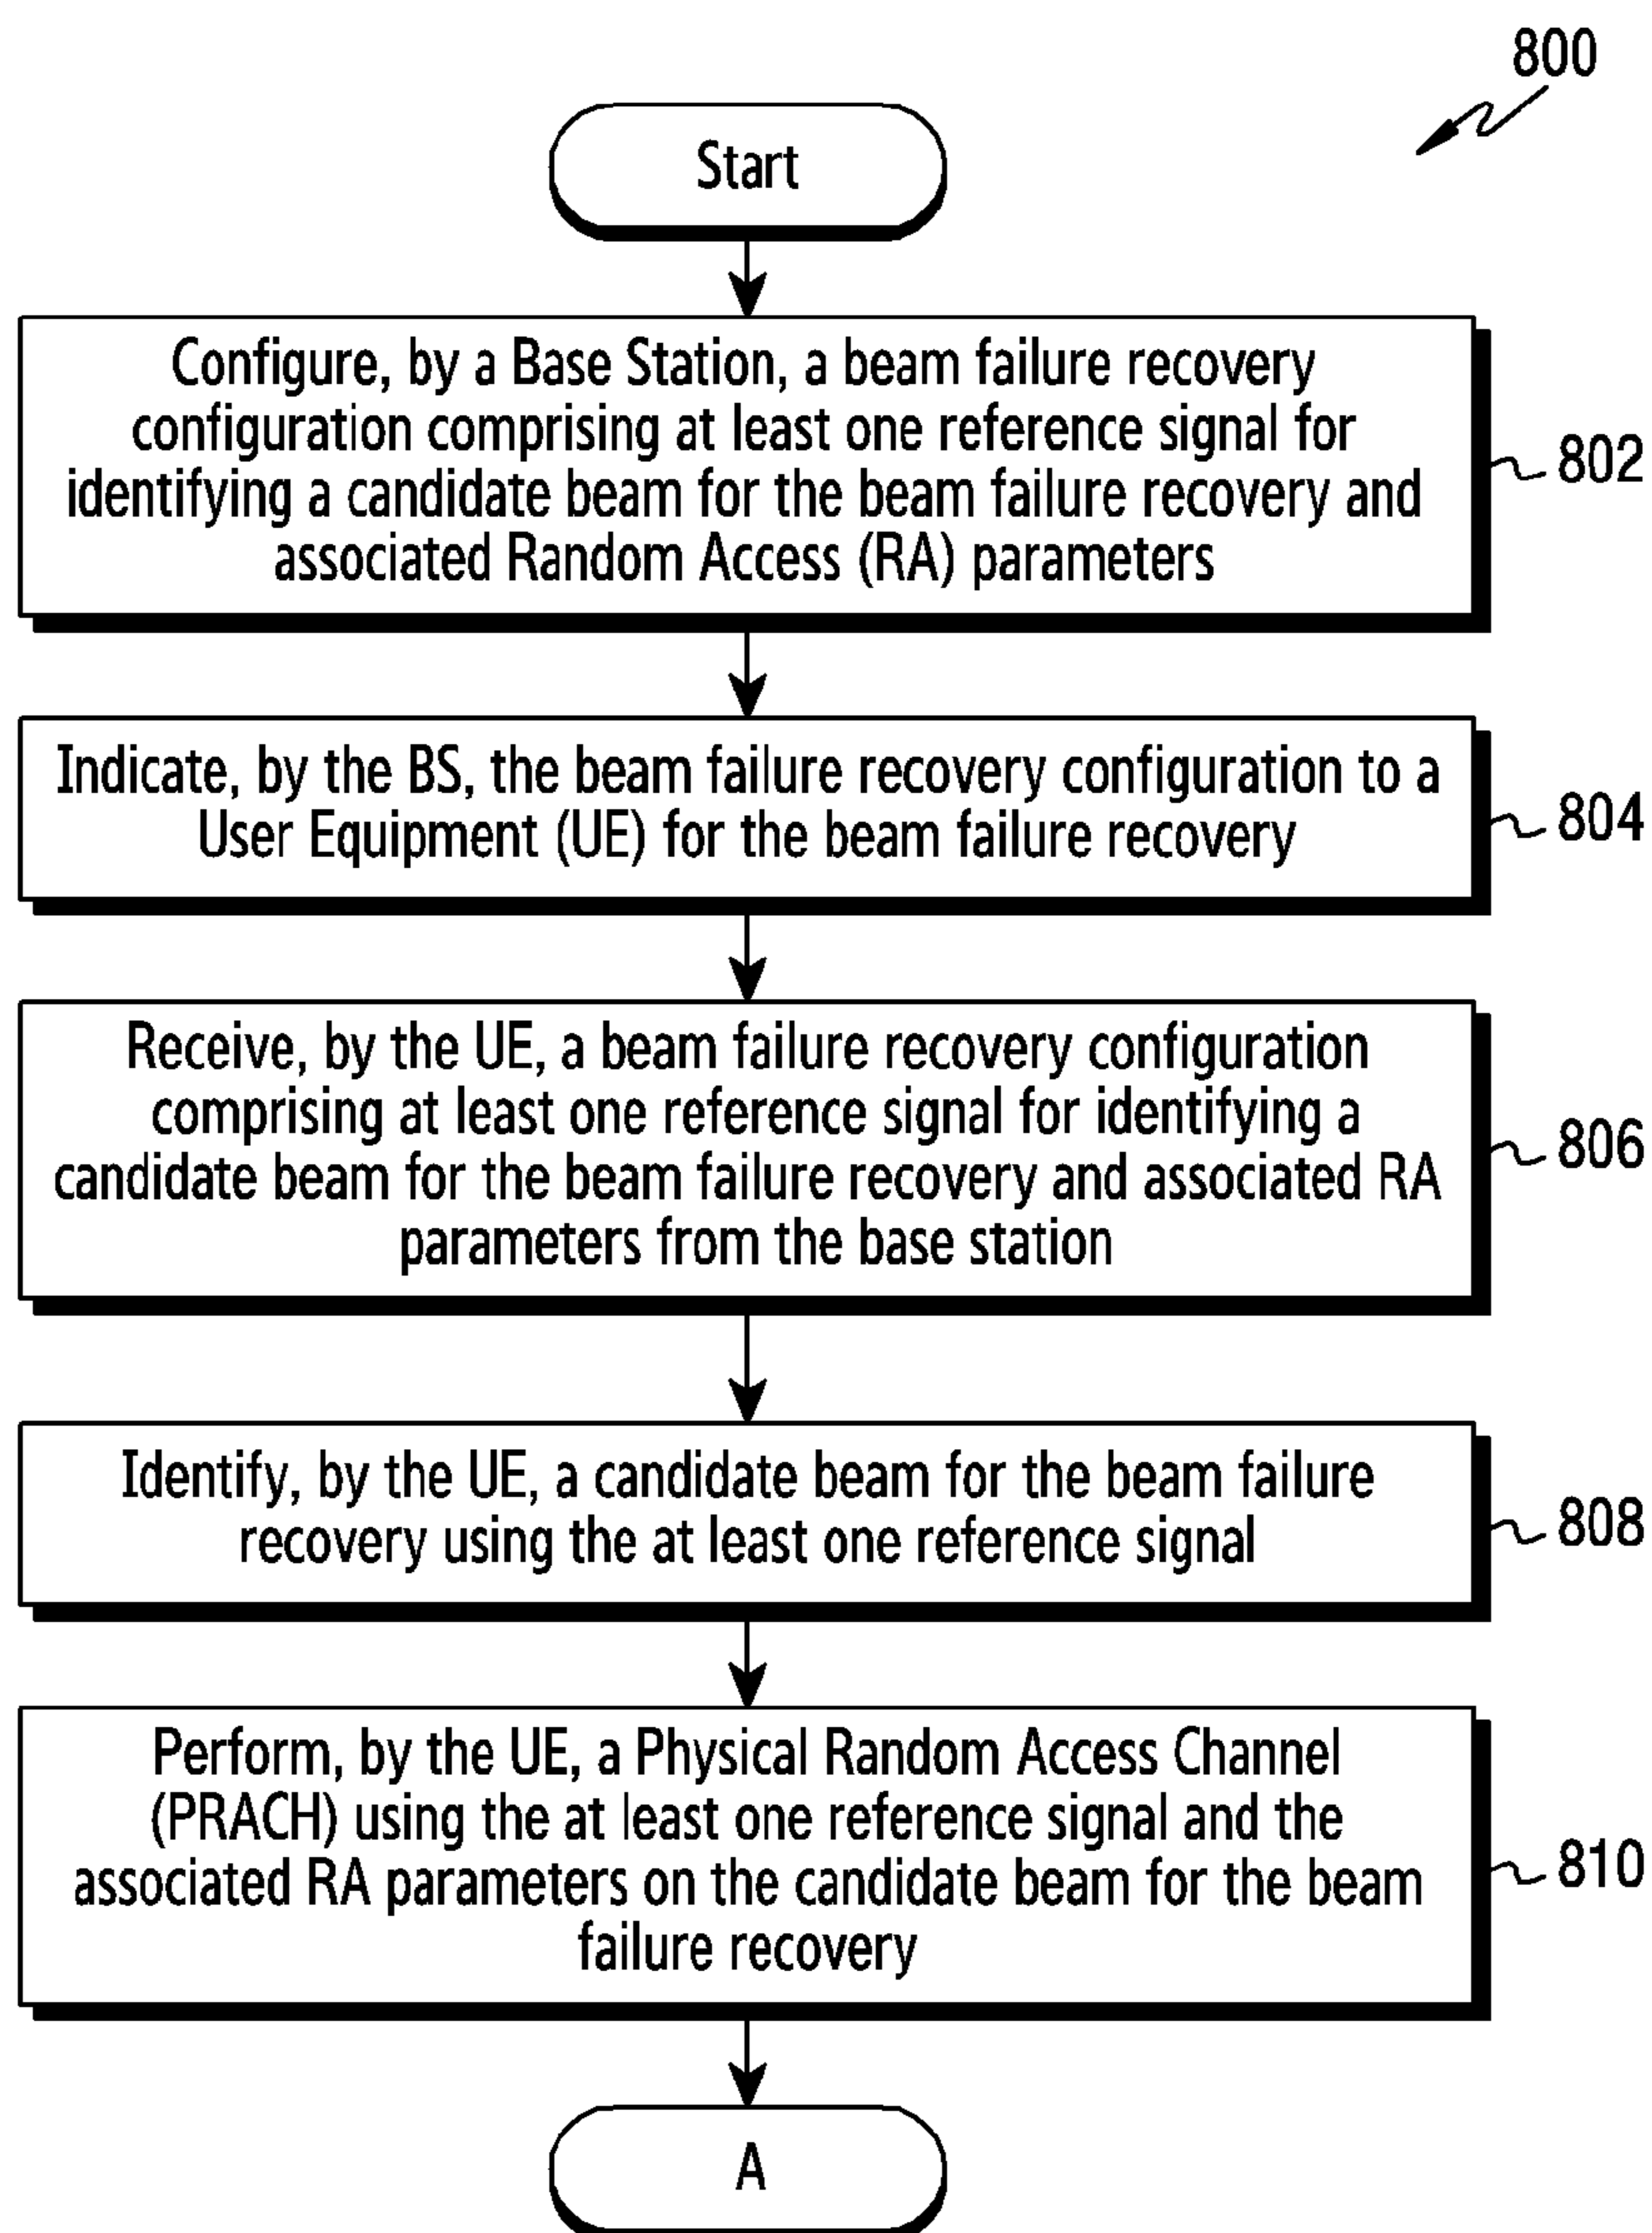 800
Start
Configure, by a Base Station, a beam failure recovery
configuration comprising at least one reference signal for
identifying a candidate beam for the beam failure recovery and
associated Random Access (RA) parameters
802
Indicate, by the BS, the beam failure recovery configuration to a
User Equipment (UE) for the beam failure recovery
804
Receive, by the UE, a beam failure recovery configuration
comprising at least one reference signal for identifying a
candidate beam for the beam failure recovery and associated RA
parameters from the base station
806
Identify, by the UE, a candidate beam for the beam failure
recovery using the at least one reference signal
808
Perform, by the UE, a Physical Random Access Channel
(PRACH) using the at least one reference signal and the
associated RA parameters on the candidate beam for the beam
failure recovery
810
A